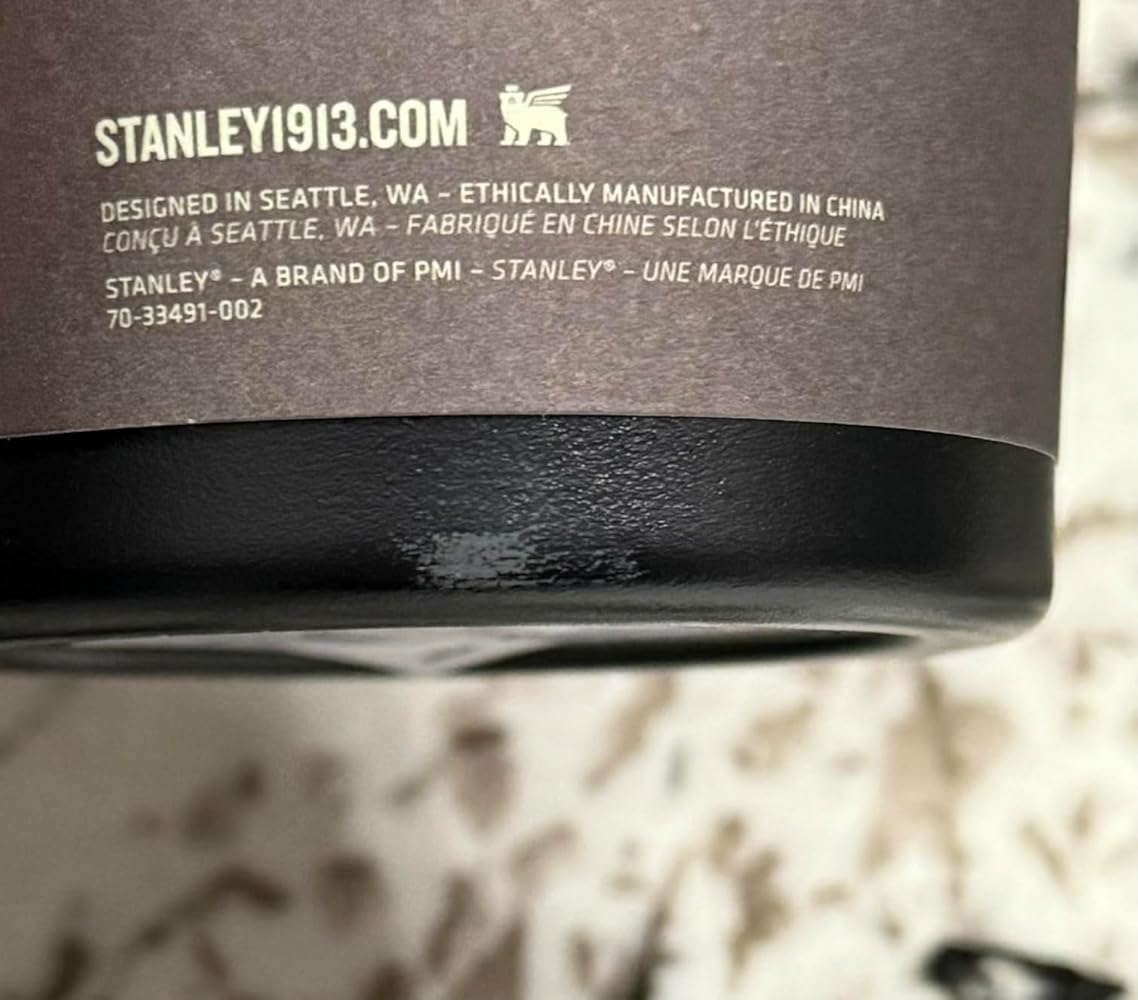 STANLEY1913.COM
DESIGNED IN SEATTLE, WA – ETHICALLY MANUFACTURED IN CHINA
CONÇU À SEATTLE, WA – FABRIQUÉ EN CHINE SELON L'ÉTHIQUE
STANLEY® – A BRAND OF PMI – STANLEY® – UNE MARQUE DE PMI
70-33491-002